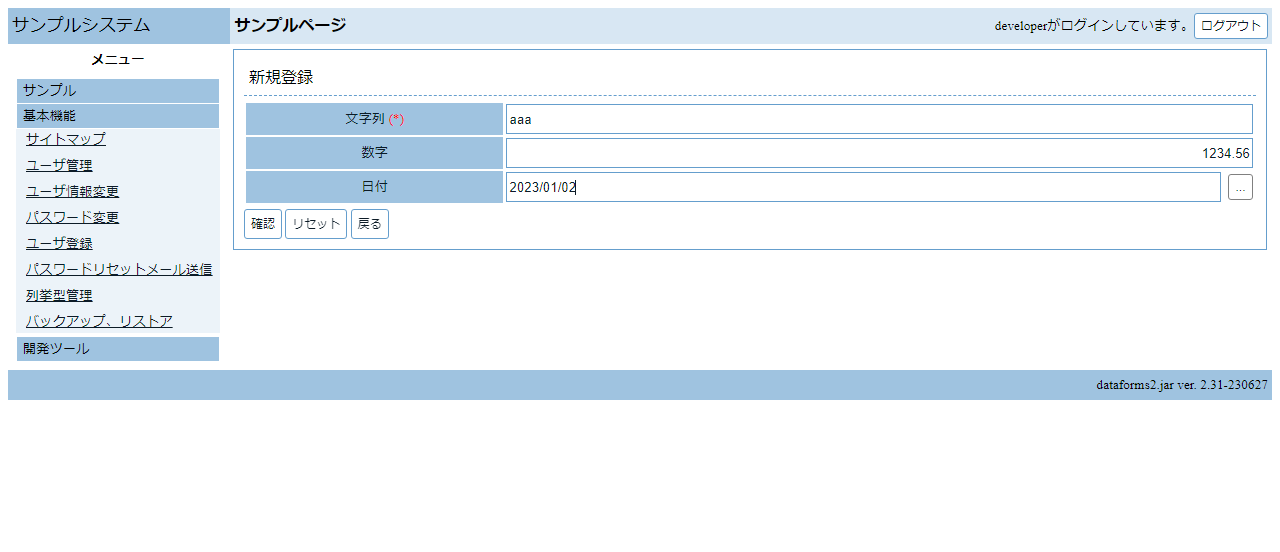 サンプルシステム
サンプルページ
developerがログインしています。 ログアウト
メニュー
サンプル
基本機能
サイトマップ
ユーザ管理
ユーザ情報変更
パスワード変更
ユーザ登録
パスワードリセットメール送信
列挙型管理
バックアップ、リストア
開発ツール
新規登録
文字列 (*) aaa
数字 1234.56
日付 2023/01/02 ...
確認 リセット 戻る
dataforms2.jar ver. 2.31-230627